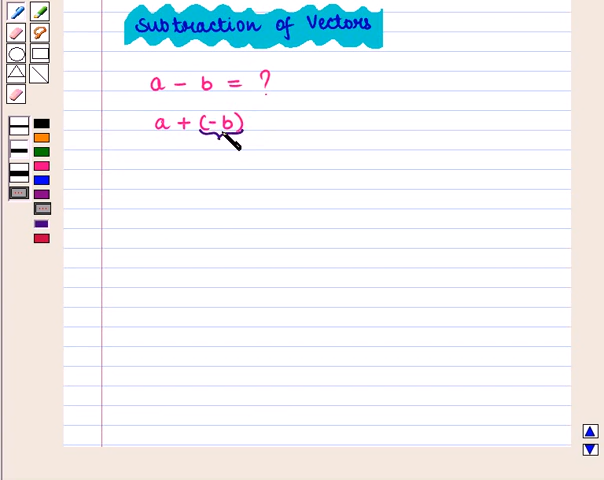 Subtraction of Vectors
a - b = ?
a + (-b)